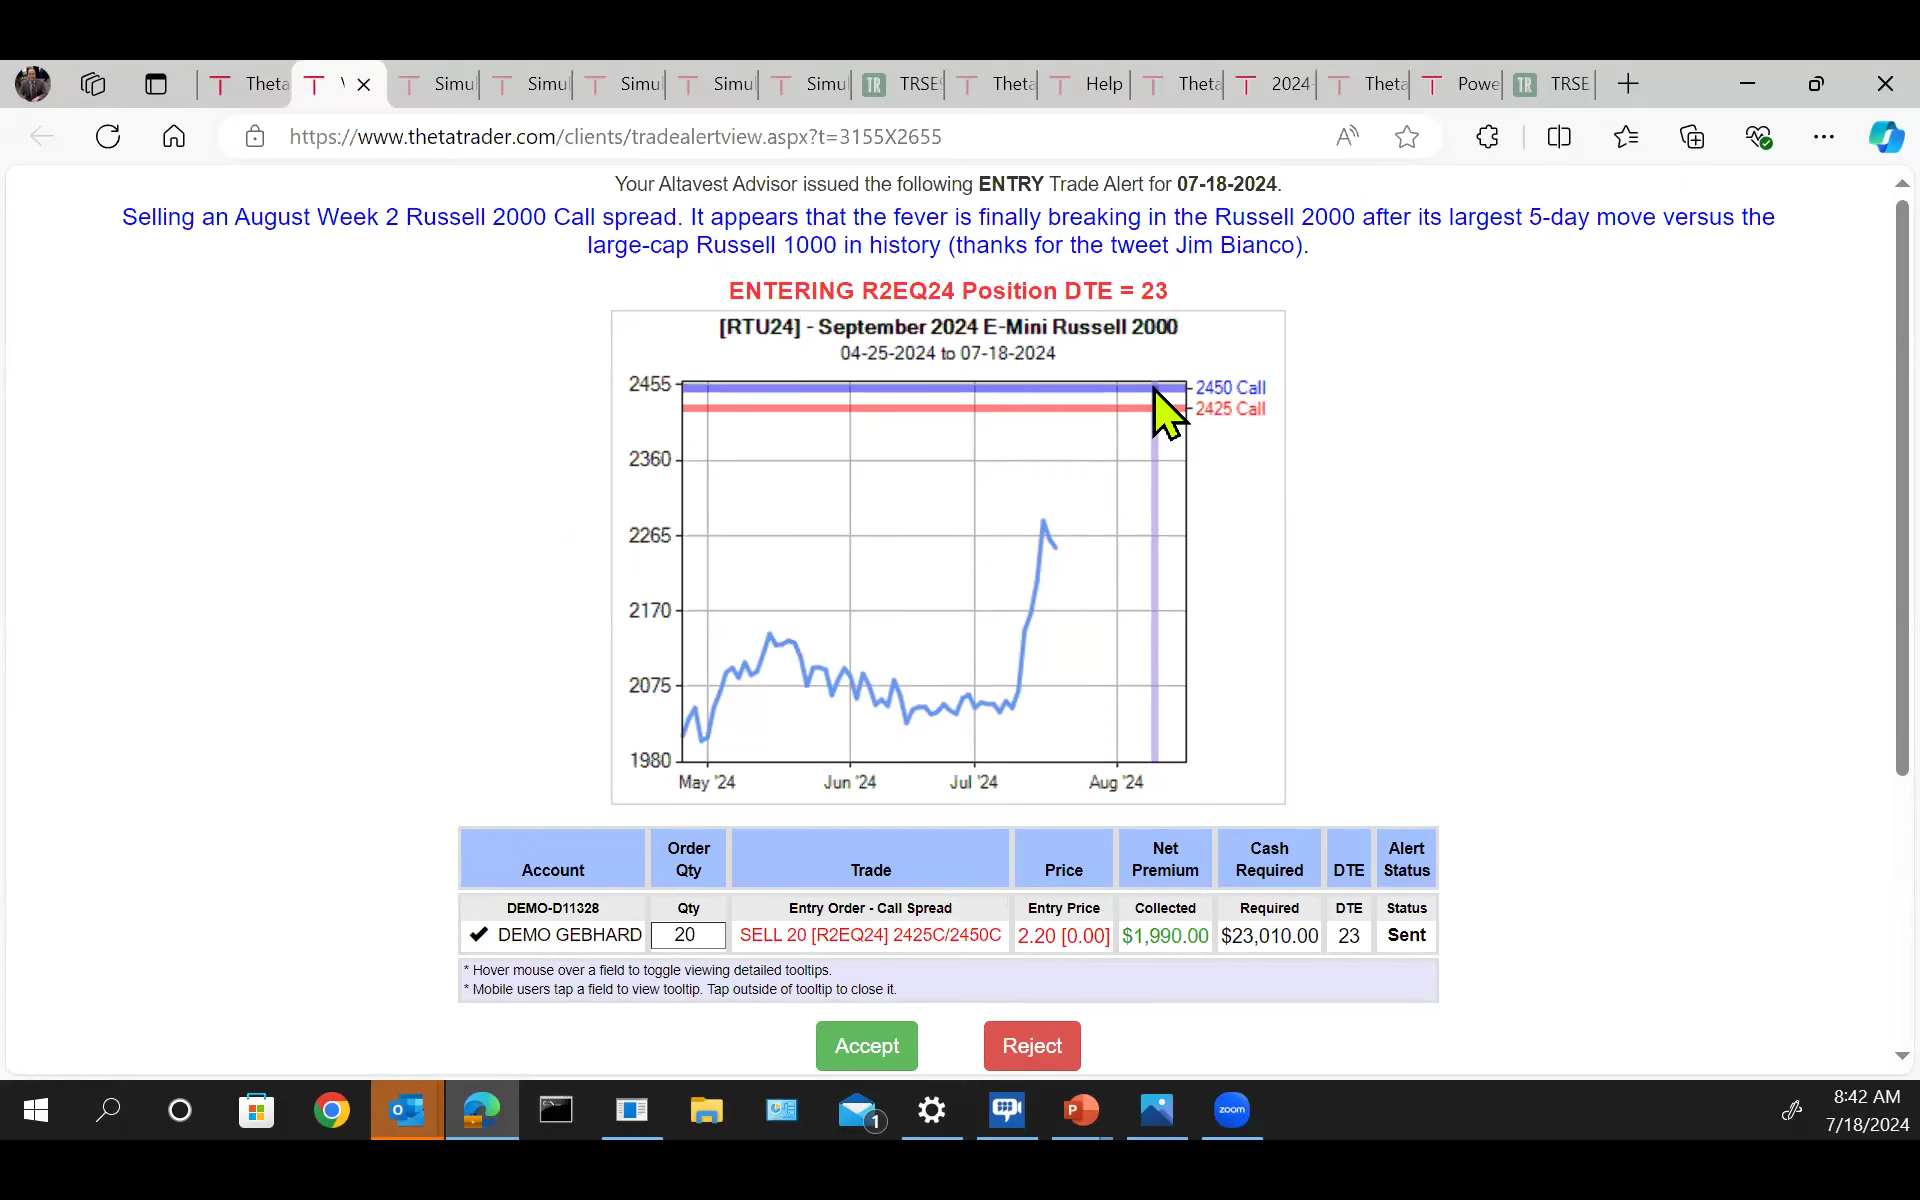 Theta
Simul
Simul
Simul
Simul
Simul
TR TRSE
Theta
Help
Theta
2024
Theta
Powe
TR TRSE
https://www.thetatrader.com/clients/tradealertview.aspx?t=3155X2655
Your Altavest Advisor issued the following ENTRY Trade Alert for 07-18-2024.
Selling an August Week 2 Russell 2000 Call spread. It appears that the fever is finally breaking in the Russell 2000 after its largest 5-day move versus the
large-cap Russell 1000 in history (thanks for the tweet Jim Bianco).
ENTERING R2EQ24 Position DTE = 23
[RTU24] - September 2024 E-Mini Russell 2000
04-25-2024 to 07-18-2024
2455
2450 Call
2425 Call
2360
2265
2170
2075
1980
May '24 Jun '24 Jul '24 Aug '24
Account Order Qty Trade Price Net Premium Cash Required DTE Alert Status
DEMO-D11328 Qty Entry Order - Call Spread Entry Price Collected Required DTE Status
DEMO GEBHARD 20 SELL 20 [R2EQ24] 2425C/2450C 2.20 [0.00] $1,990.00 $23,010.00 23 Sent
* Hover mouse over a field to toggle viewing detailed tooltips.
* Mobile users tap a field to view tooltip. Tap outside of tooltip to close it.
Accept Reject
1
zoom
8:42 AM
7/18/2024